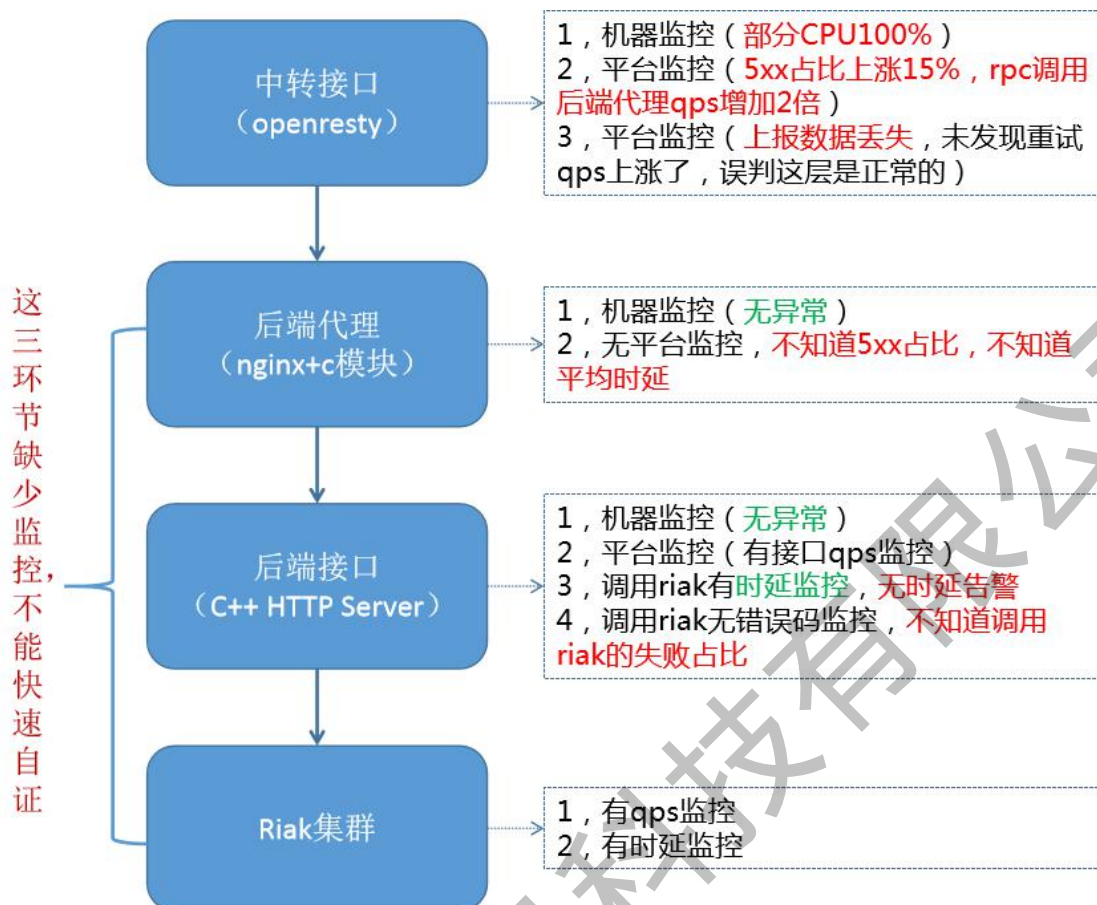 中转接口
（openresty）
1，机器监控（部分CPU100%）
2，平台监控（5xx占比上涨15%，rpc调用
后端代理qps增加2倍）
3，平台监控（上报数据丢失，未发现重试
qps上涨了，误判这层是正常的）
这三环节缺少监控，不能快速自证
后端代理
（nginx+c模块）
1，机器监控（无异常）
2，无平台监控，不知道5xx占比，不知道
平均时延
后端接口
（C++ HTTP Server）
1，机器监控（无异常）
2，平台监控（有接口qps监控）
3，调用riak有时延监控，无时延告警
4，调用riak无错误码监控，不知道调用
riak的失败占比
Riak集群
1，有qps监控
2，有时延监控
科技有限公